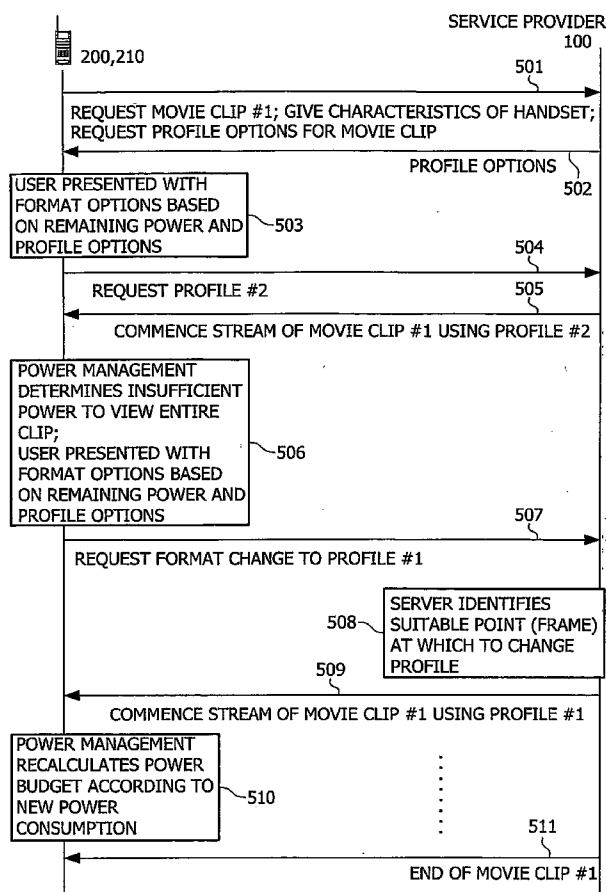 SERVICE PROVIDER
100
200,210
501
REQUEST MOVIE CLIP #1; GIVE CHARACTERISTICS OF HANDSET;
REQUEST PROFILE OPTIONS FOR MOVIE CLIP
PROFILE OPTIONS
502
USER PRESENTED WITH
FORMAT OPTIONS BASED
ON REMAINING POWER AND
PROFILE OPTIONS
503
504
REQUEST PROFILE #2
505
COMMENCE STREAM OF MOVIE CLIP #1 USING PROFILE #2
POWER MANAGEMENT
DETERMINES INSUFFICIENT
POWER TO VIEW ENTIRE
CLIP;
USER PRESENTED WITH
FORMAT OPTIONS BASED
ON REMAINING POWER AND
PROFILE OPTIONS
506
507
REQUEST FORMAT CHANGE TO PROFILE #1
508
SERVER IDENTIFIES
SUITABLE POINT (FRAME)
AT WHICH TO CHANGE
PROFILE
509
COMMENCE STREAM OF MOVIE CLIP #1 USING PROFILE #1
POWER MANAGEMENT
RECALCULATES POWER
BUDGET ACCORDING TO
NEW POWER
CONSUMPTION
510
511
END OF MOVIE CLIP #1